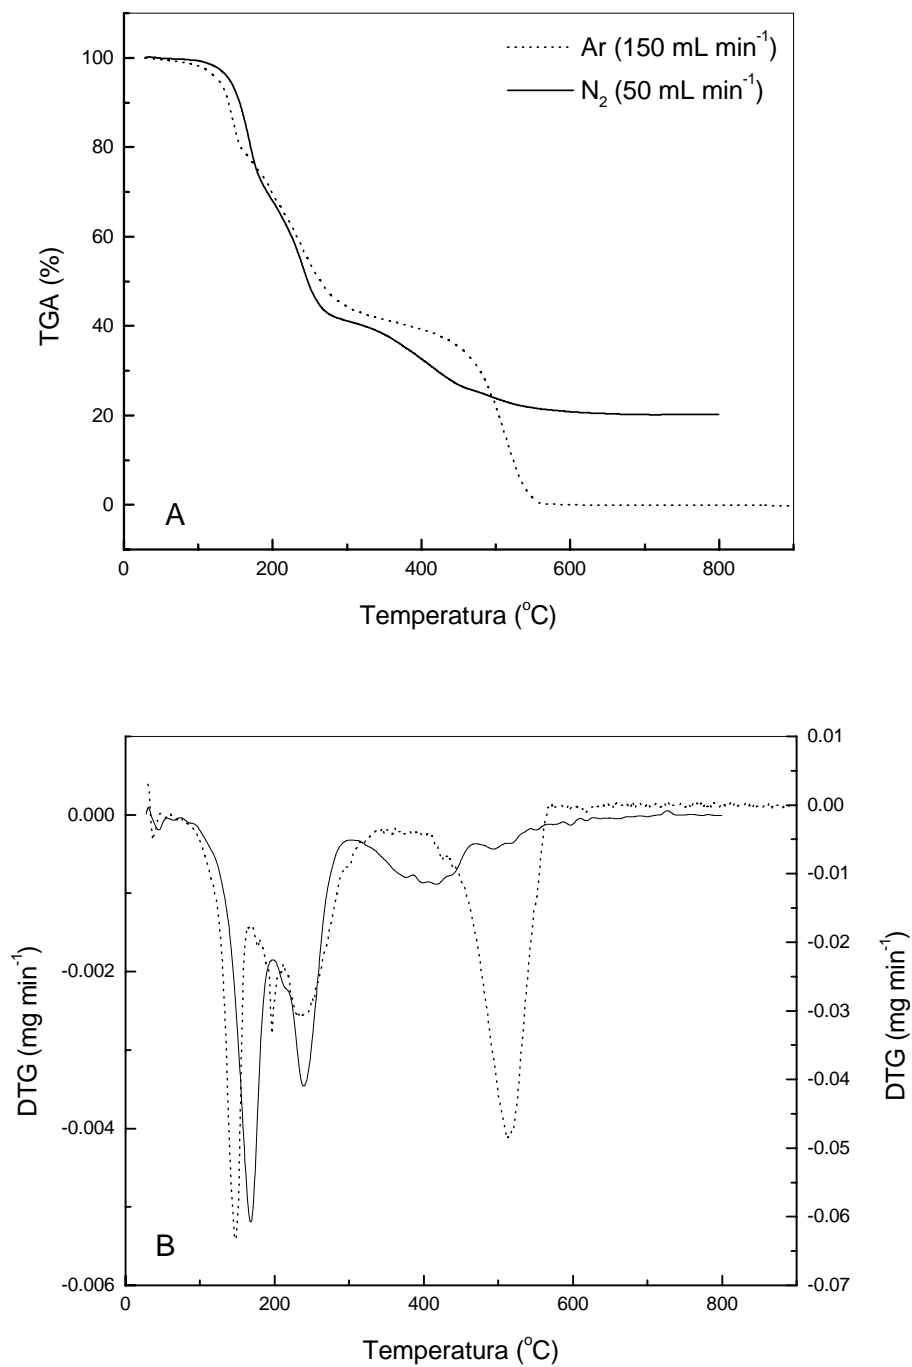 Ar (150 mL min-1)
N2 (50 mL min-1)
100
80
60
40
20
0
TGA (%)
A
0 200 400 600 800
Temperatura (oC)
0.01
0.000 0.00
-0.01
-0.002 -0.02
-0.03
-0.04
-0.004 -0.05
-0.06
-0.006 -0.07
DTG (mg min-1)
DTG (mg min-1)
B
0 200 400 600 800
Temperatura (oC)